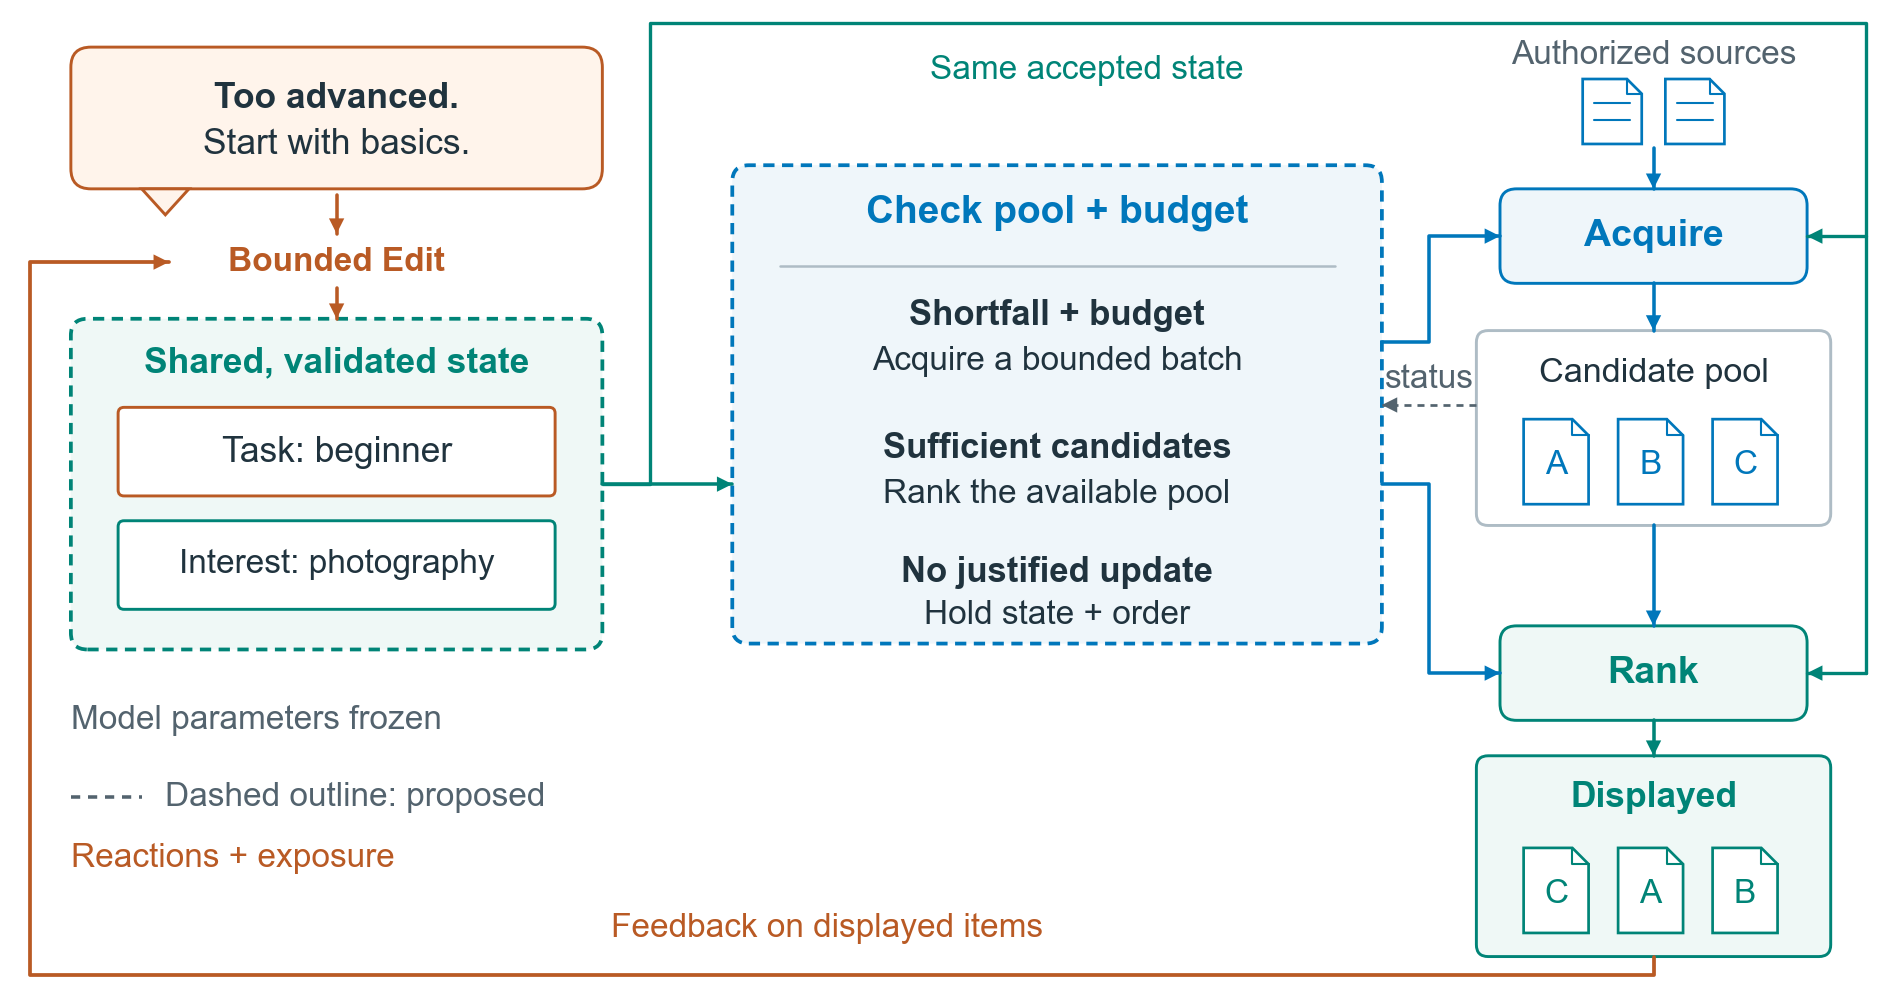 Too advanced.
Start with basics.
Bounded Edit
Shared, validated state
Task: beginner
Interest: photography
Model parameters frozen
Dashed outline: proposed
Reactions + exposure
Feedback on displayed items
Same accepted state
Check pool + budget
Shortfall + budget
Acquire a bounded batch
Sufficient candidates
Rank the available pool
No justified update
Hold state + order
status
Authorized sources
Acquire
Candidate pool
A B C
Rank
Displayed
C A B